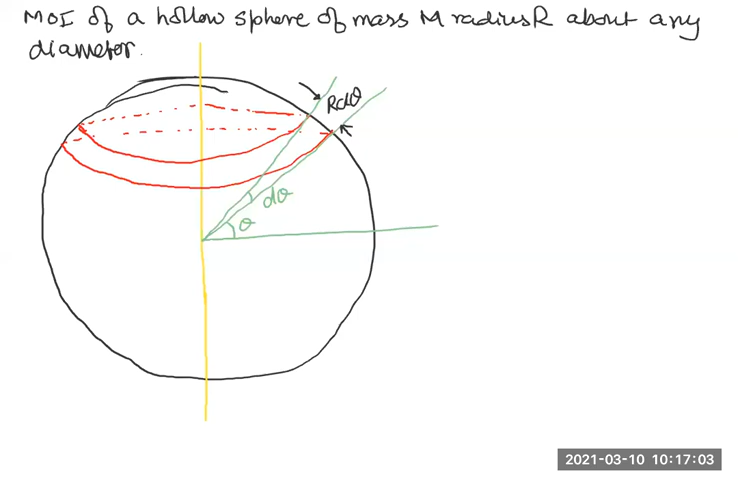 MOI of a hollow sphere of mass M radius R about any
diameter.
Rdθ
dθ
θ
2021-03-10 10:17:03